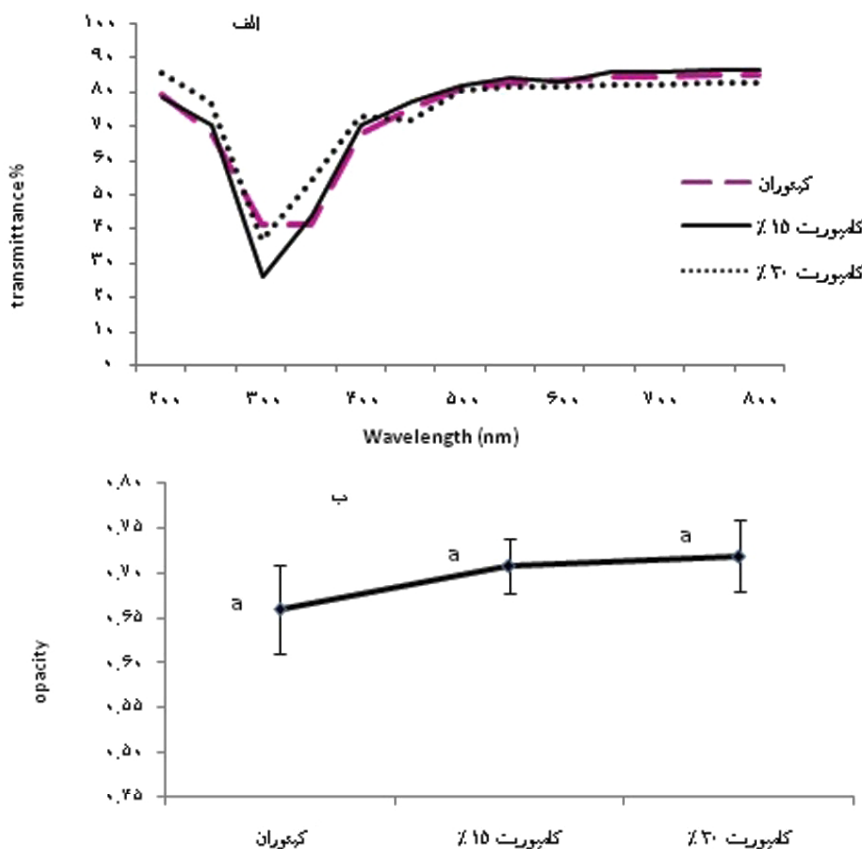 الف
transmittance%
۱۰۰
۹۰
۸۰
۷۰
۶۰
۵۰
۴۰
۳۰
۲۰
۱۰
۰
۲۰۰ ۳۰۰ ۴۰۰ ۵۰۰ ۶۰۰ ۷۰۰ ۸۰۰
Wavelength (nm)
کیتوزان
کامپوزیت ۱۵ ٪
کامپوزیت ۳۰ ٪
ب
opacity
۰,۸۰
۰,۷۵
۰,۷۰
۰,۶۵
۰,۶۰
۰,۵۵
۰,۵۰
۰,۴۵
a
a
a
کیتوزان
کامپوزیت ۱۵ ٪
کامپوزیت ۳۰ ٪